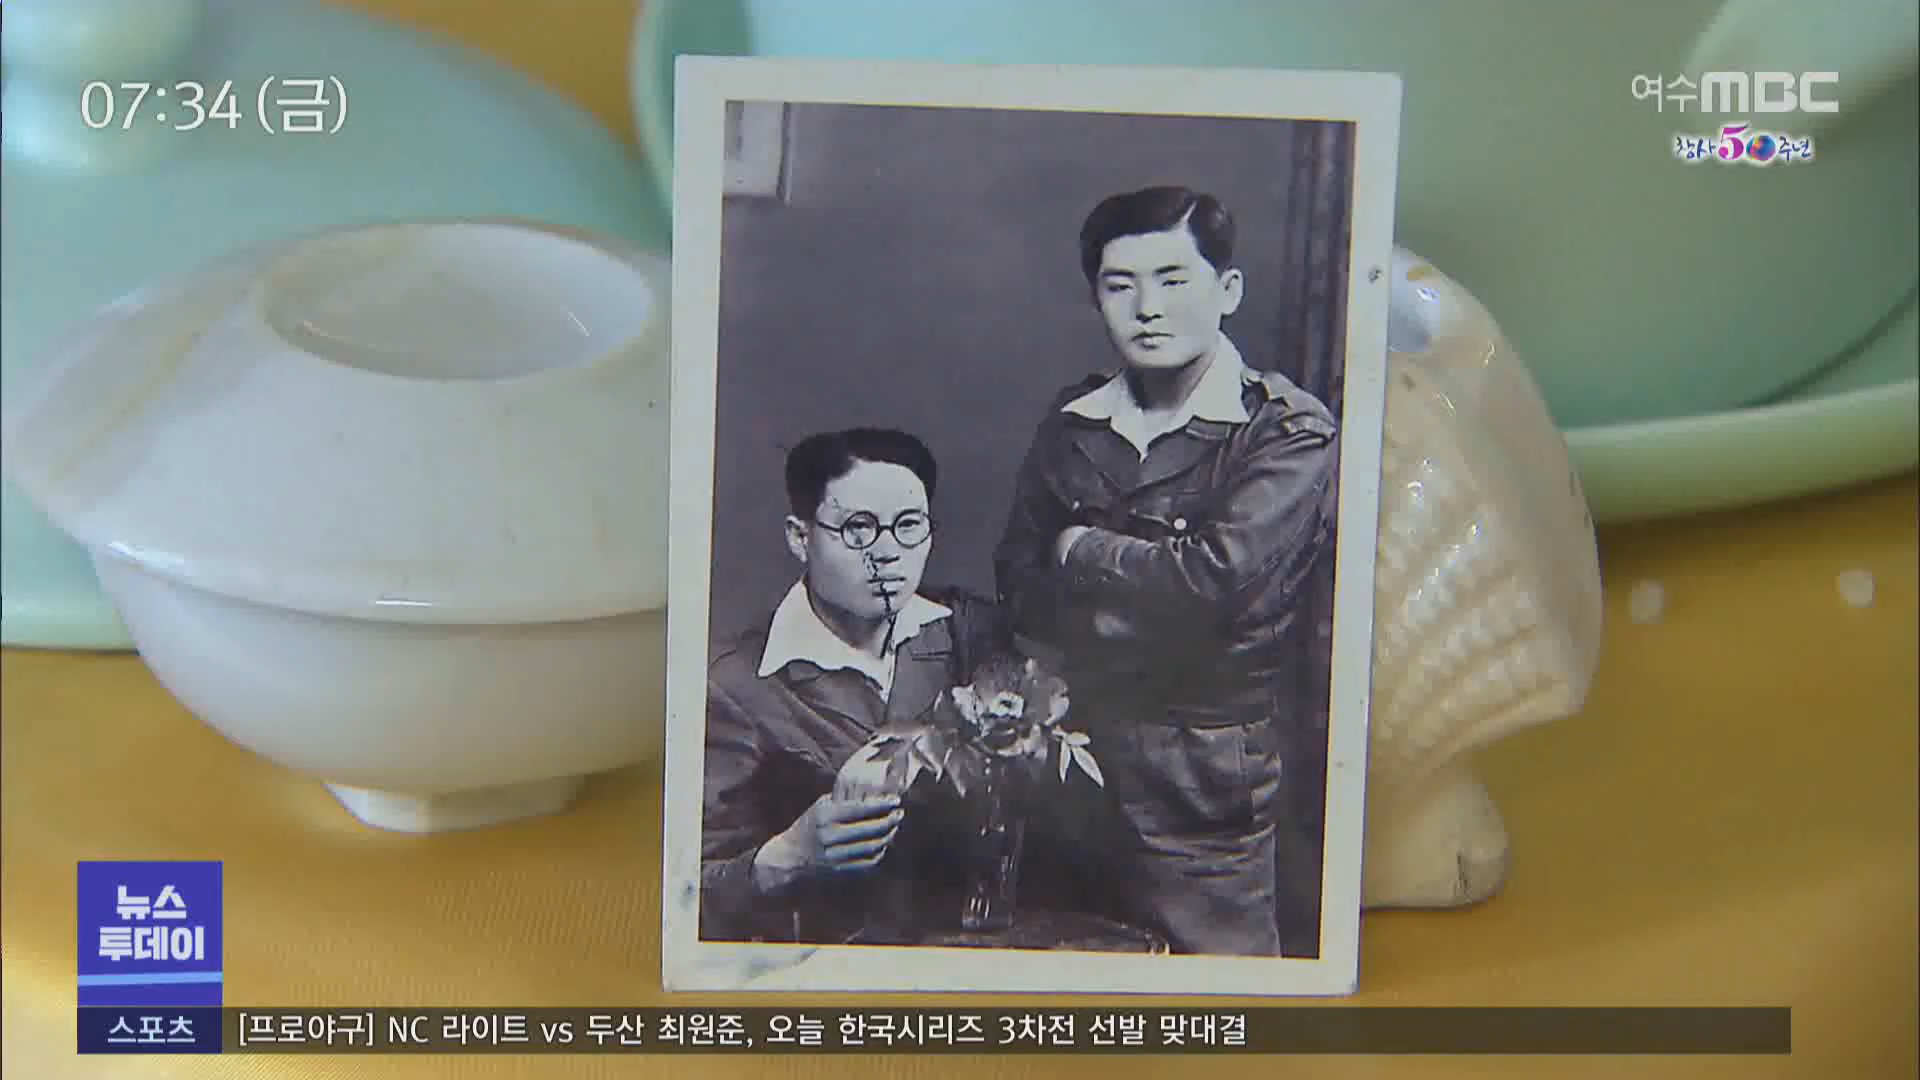 07:34 (금)
여수MBC
창사50주년
뉴스
투데이
스포츠
[프로야구] NC 라이트 vs 두산 최원준, 오늘 한국시리즈 3차전 선발 맞대결